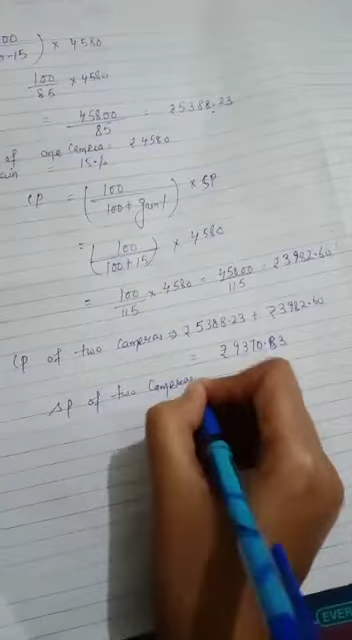 100
0-15) × 4580
100/85 × 4580
= 45800/85 = ₹5388.23
of one Camera = ₹4580
ain = 15%
CP = (100/100+gain%) × SP
= (100/100+15) × 4580
= 100/115 × 4580 = 45800/115 = ₹3982.60
CP of two Cameras ⇒ ₹5388.23 + ₹3982.60
= ₹9370.83
SP of two Cameras
EVER